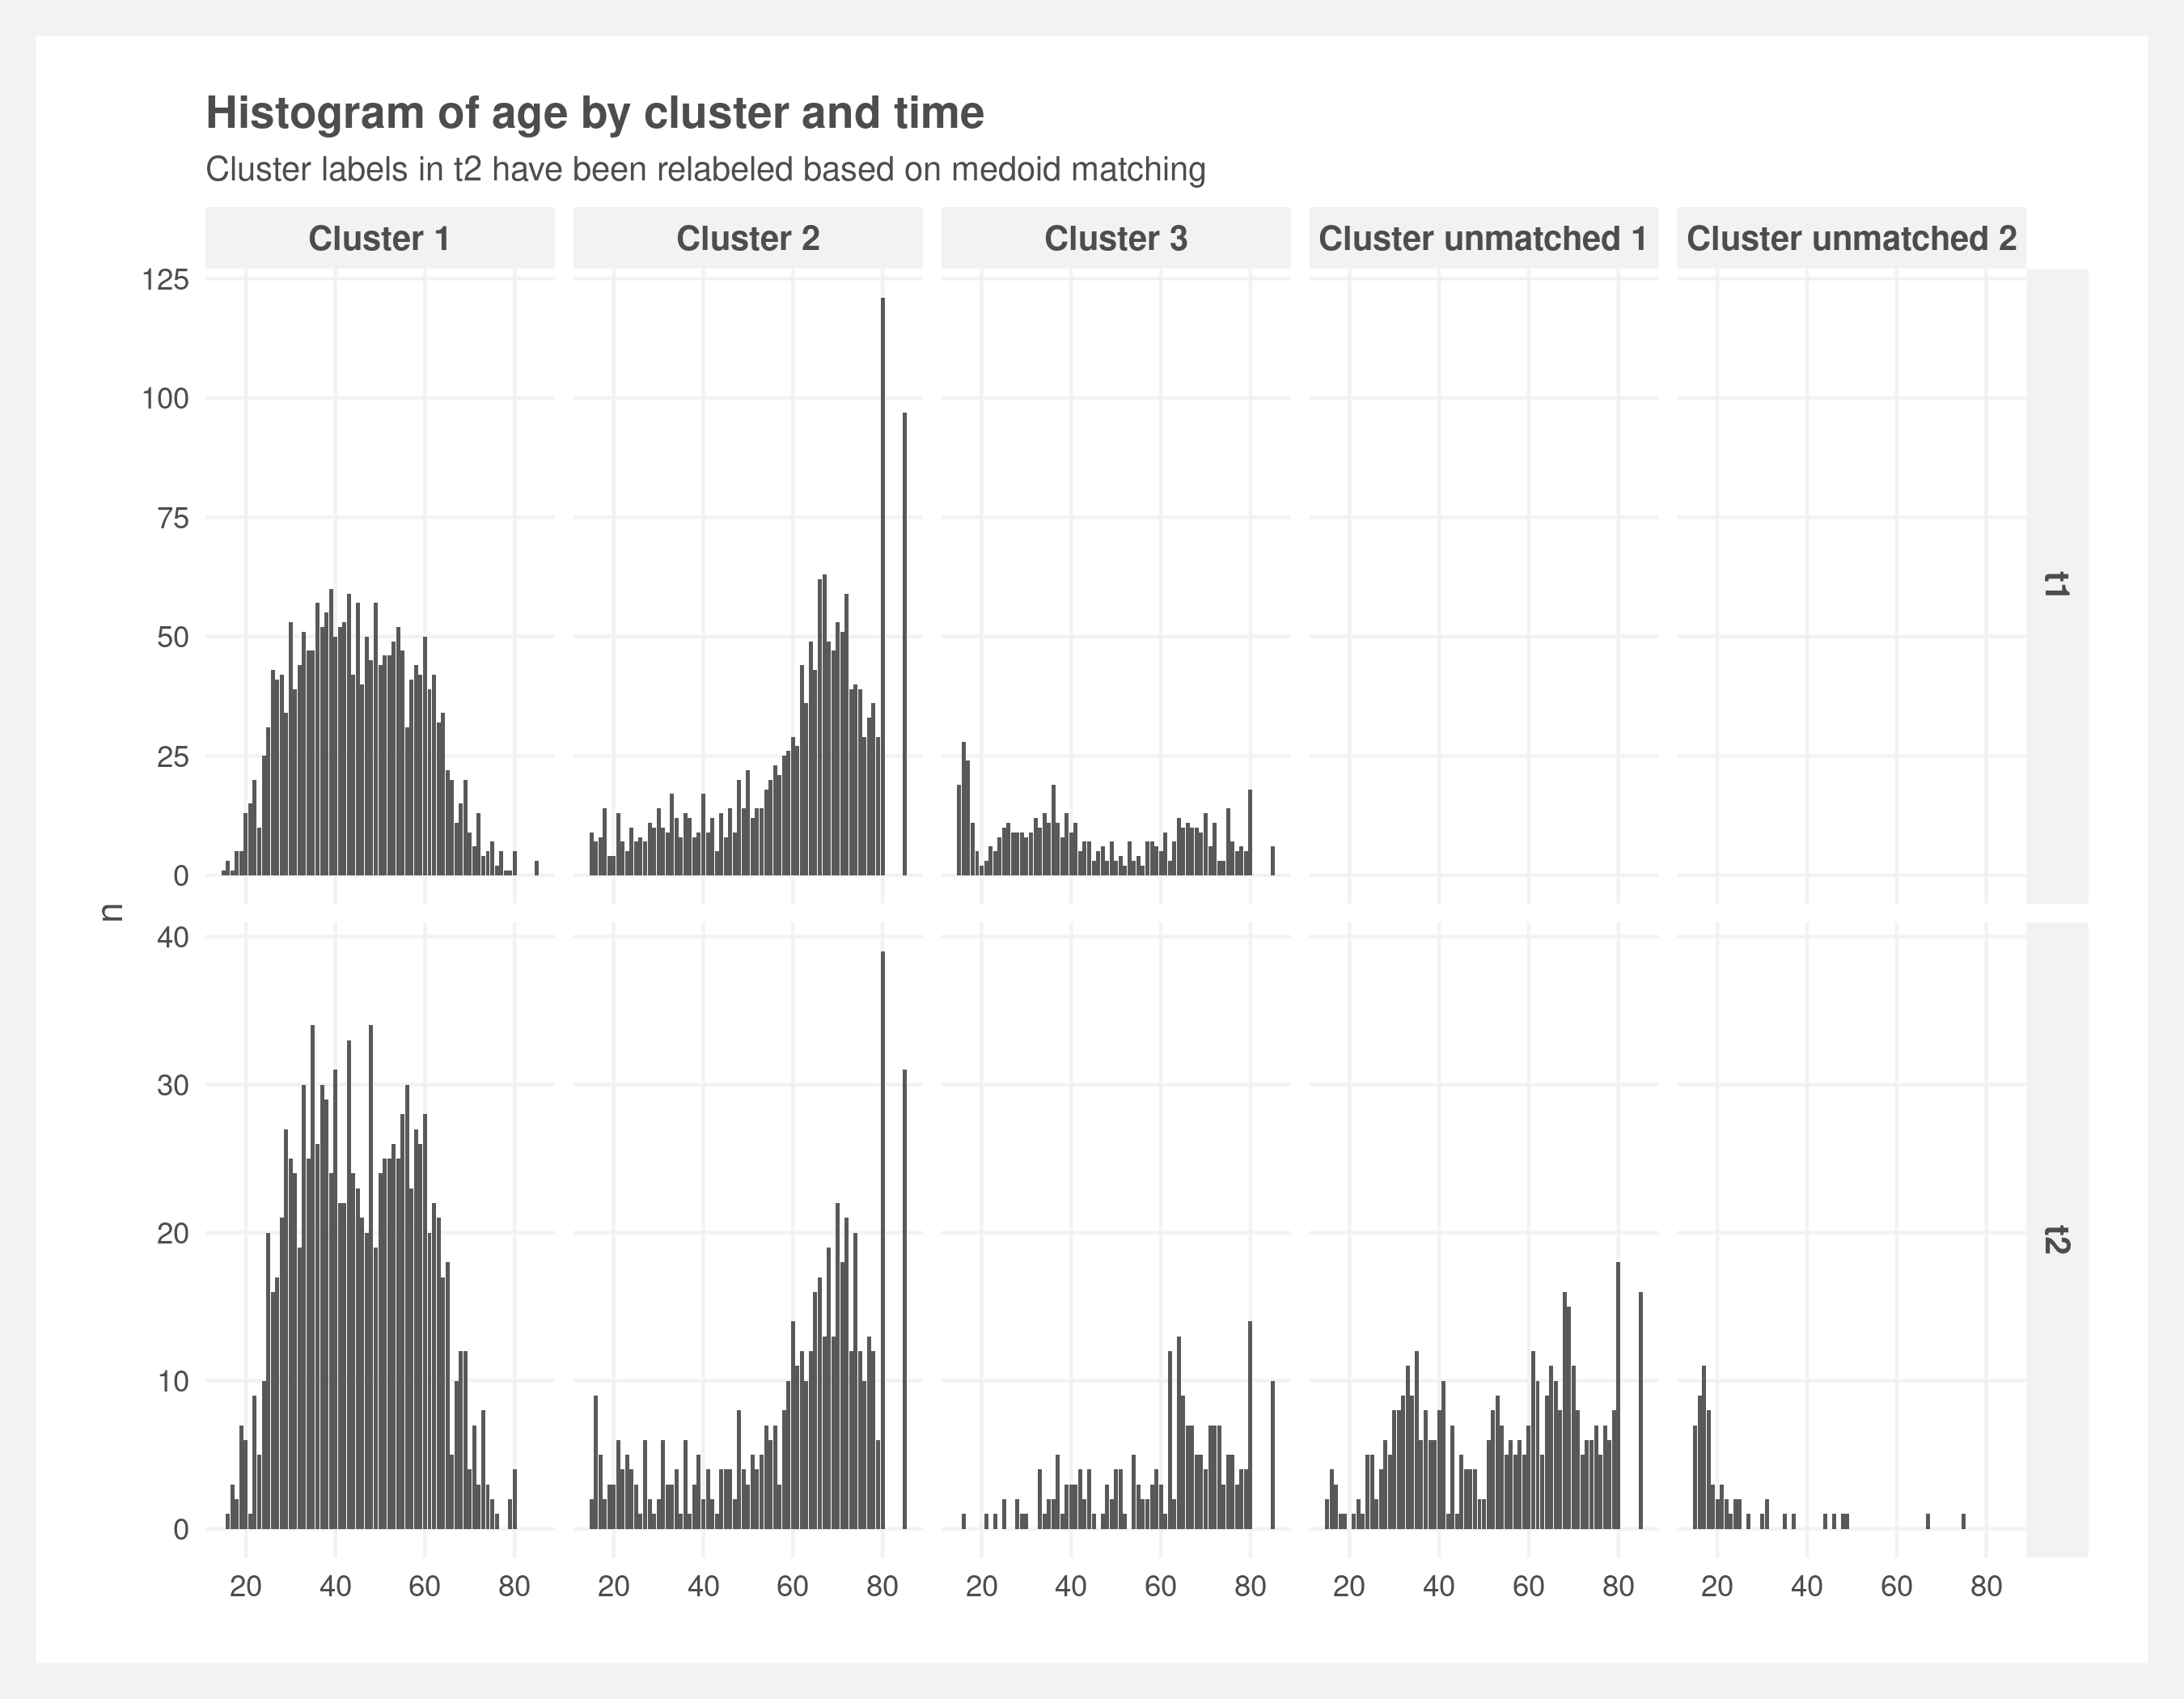 Histogram of age by cluster and time
Cluster labels in t2 have been relabeled based on medoid matching
Cluster 1 Cluster 2 Cluster 3 Cluster unmatched 1 Cluster unmatched 2
125
100
75
50
25
0
t1
n
40
30
20
10
0
t2
20 40 60 80 20 40 60 80 20 40 60 80 20 40 60 80 20 40 60 80